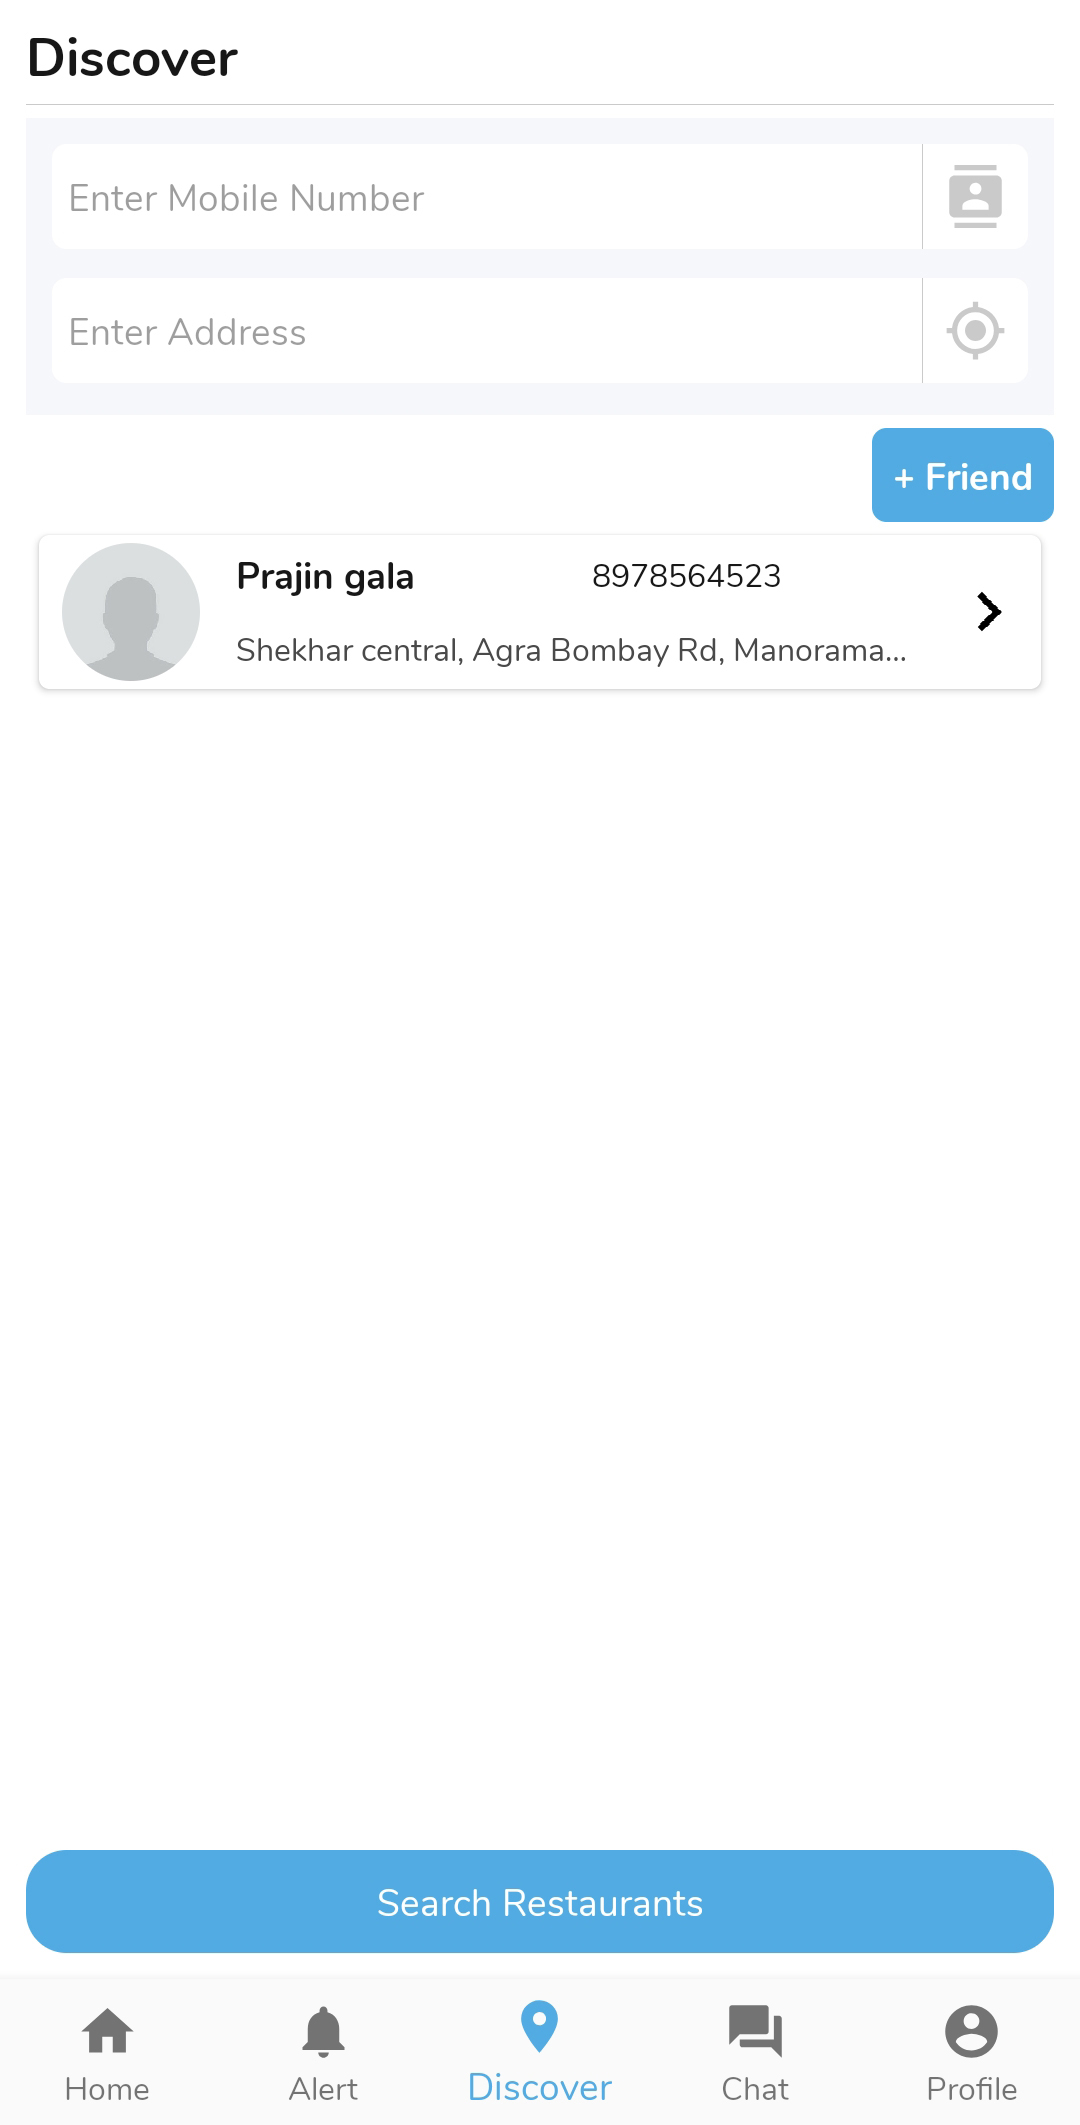 Discover
Enter Mobile Number
Enter Address
+ Friend
Prajin gala 8978564523
Shekhar central, Agra Bombay Rd, Manorama...
Search Restaurants
Home Alert Discover Chat Profile